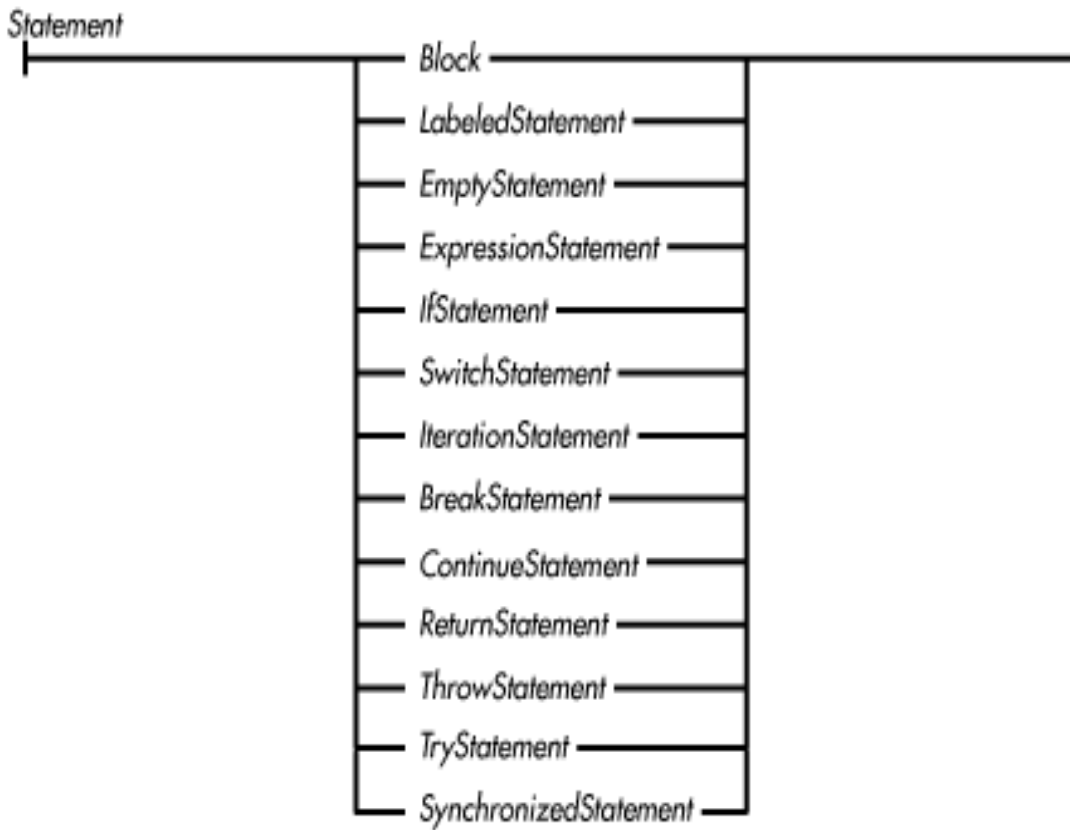 Statement
Block
LabeledStatement
EmptyStatement
ExpressionStatement
IfStatement
SwitchStatement
IterationStatement
BreakStatement
ContinueStatement
ReturnStatement
ThrowStatement
TryStatement
SynchronizedStatement